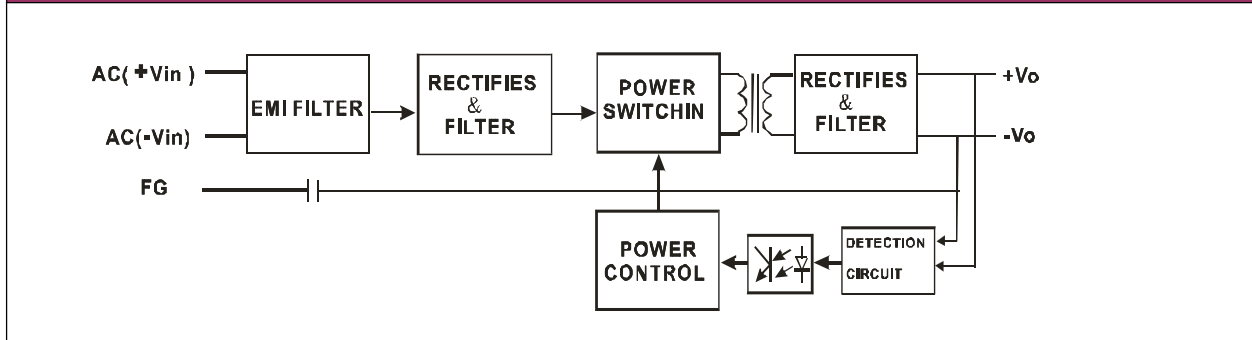 AC( +Vin )
AC(-Vin)
FG
EMI FILTER
RECTIFIES
&
FILTER
POWER
SWITCHIN
RECTIFIES
&
FILTER
+Vo
-Vo
POWER
CONTROL
DETECTION
CIRCUIT